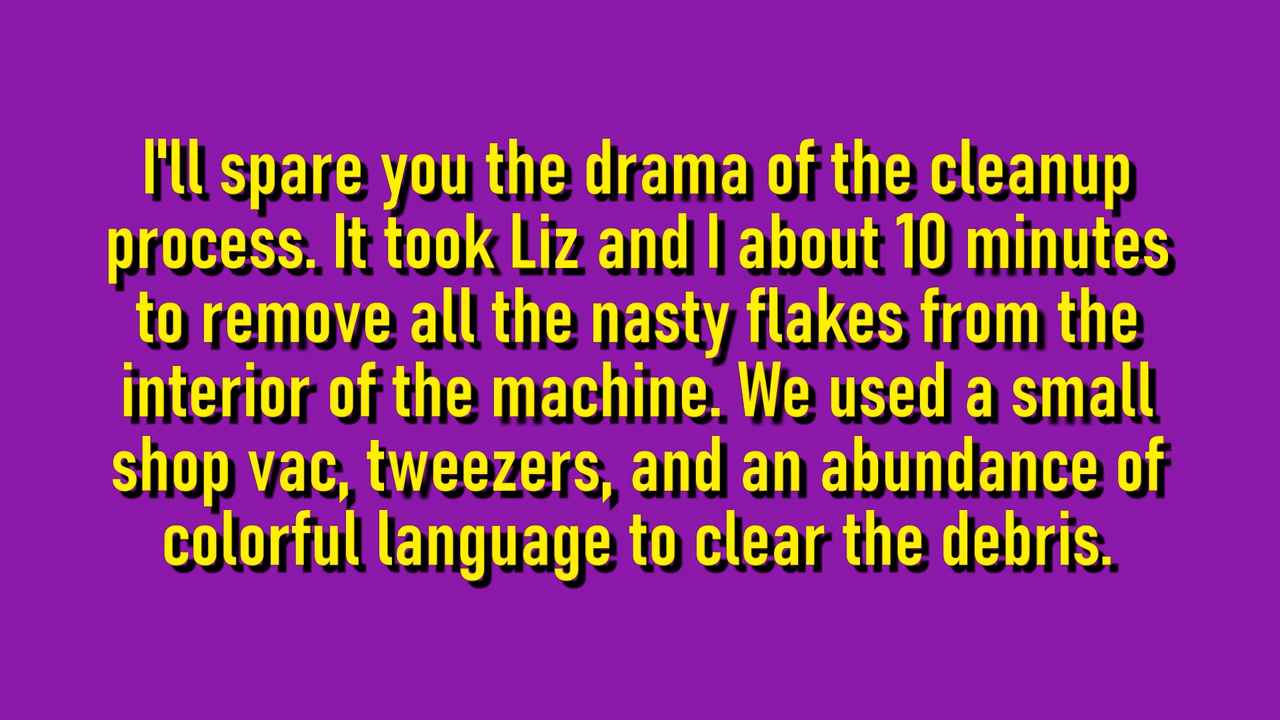 I'll spare you the drama of the cleanup
process. It took Liz and I about 10 minutes
to remove all the nasty flakes from the
interior of the machine. We used a small
shop vac, tweezers, and an abundance of
colorful language to clear the debris.